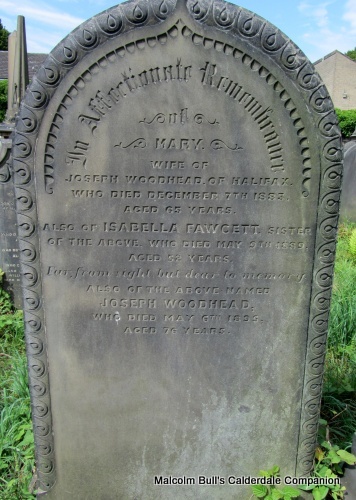 In Affectionate Remembrance
of
MARY.
WIFE OF
JOSEPH WOODHEAD. OF HALIFAX.
WHO DIED DECEMBER 7TH 1883.
AGED 65 YEARS.
ALSO OF ISABELLA FAWCETT. SISTER
OF THE ABOVE. WHO DIED MAY 9TH 1889.
AGED 52 YEARS.
Far from sight but dear to memory
ALSO OF THE ABOVE NAMED
JOSEPH WOODHEAD.
WHO DIED MAY 6TH 1895.
AGED 76 YEARS.
Malcolm Bull's Calderdale Companion